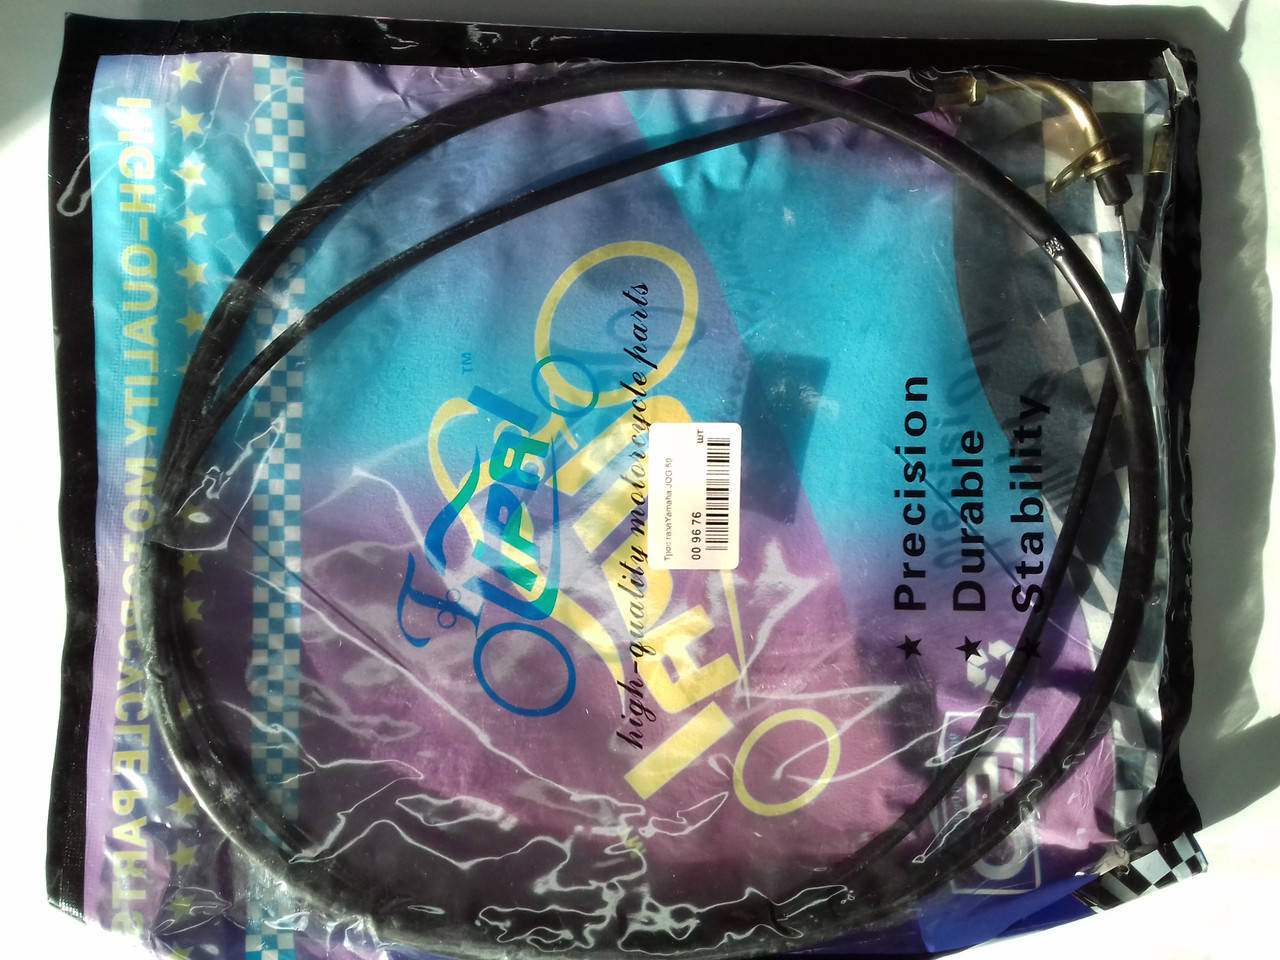 HIGH-QUALITY MOTORCYCLE PARTS
TM
LIPAI
high-quality motorcycle parts
Трос газа Yamaha JOG 50
00 96 76
шт
★ Precision
★ Durable
★ Stability